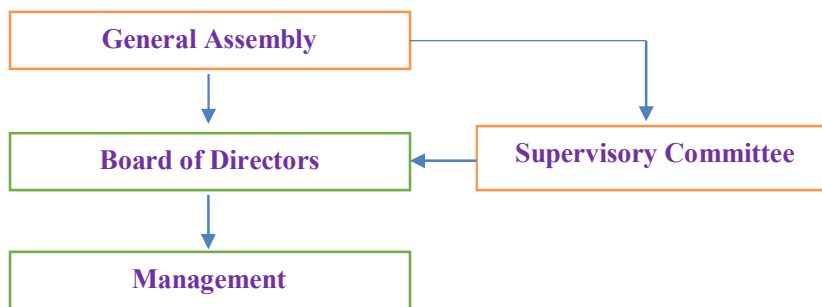 General Assembly
Board of Directors
Supervisory Committee
Management